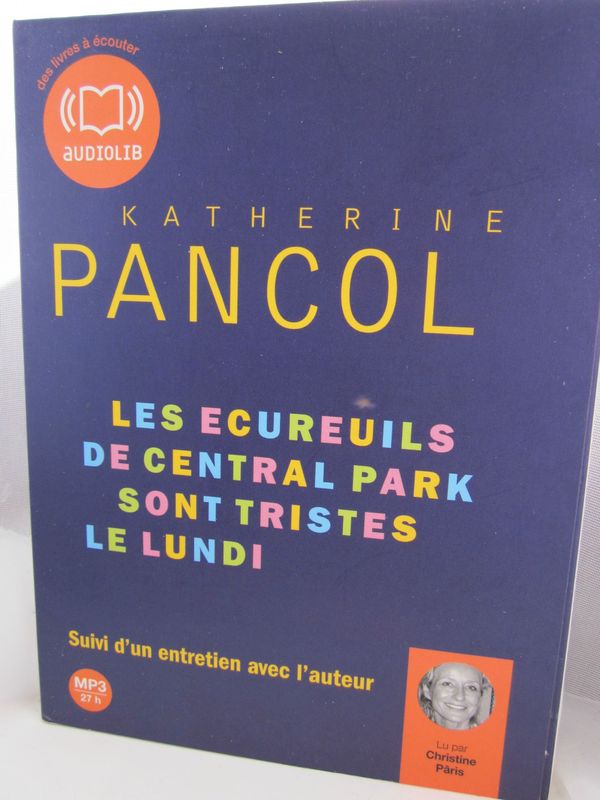 des livres à écouter
AUDIOLIB
KATHERINE
PANCOL
LES ECUREUILS
DE CENTRAL PARK
SONT TRISTES
LE LUNDI
Suivi d'un entretien avec l'auteur
MP3
27 h
Lu par
Christine
Pâris